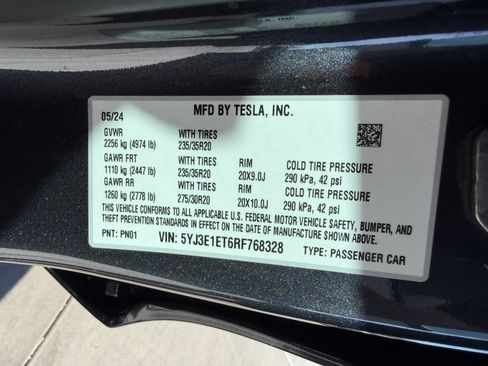 MFD BY TESLA, INC.
05/24
GVWR WITH TIRES
2256 kg (4974 lb) 235/35R20
GAWR FRT WITH TIRES RIM COLD TIRE PRESSURE
1110 kg (2447 lb) 235/35R20 20X9.0J 290 kPa, 42 psi
GAWR RR WITH TIRES RIM COLD TIRE PRESSURE
1260 kg (2778 lb) 275/30R20 20X10.0J 290 kPa, 42 psi
THIS VEHICLE CONFORMS TO ALL APPLICABLE U.S. FEDERAL MOTOR VEHICLE SAFETY, BUMPER, AND
THEFT PREVENTION STANDARDS IN EFFECT ON THE DATE OF MANUFACTURE SHOWN ABOVE.
PNT: PN01 VIN: 5YJ3E1ET6RF768328 TYPE: PASSENGER CAR